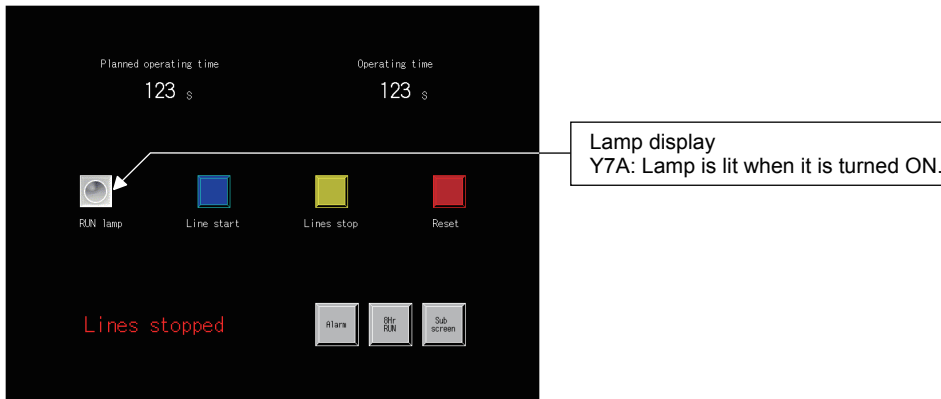 Planned operating time
Operating time
123 S
123 S
Lamp display
Y7A: Lamp is lit when it is turned ON.
RUN lamp
Line start
Lines stop
Reset
Lines stopped
Alarm
8Hr
RUN
Sub
screen